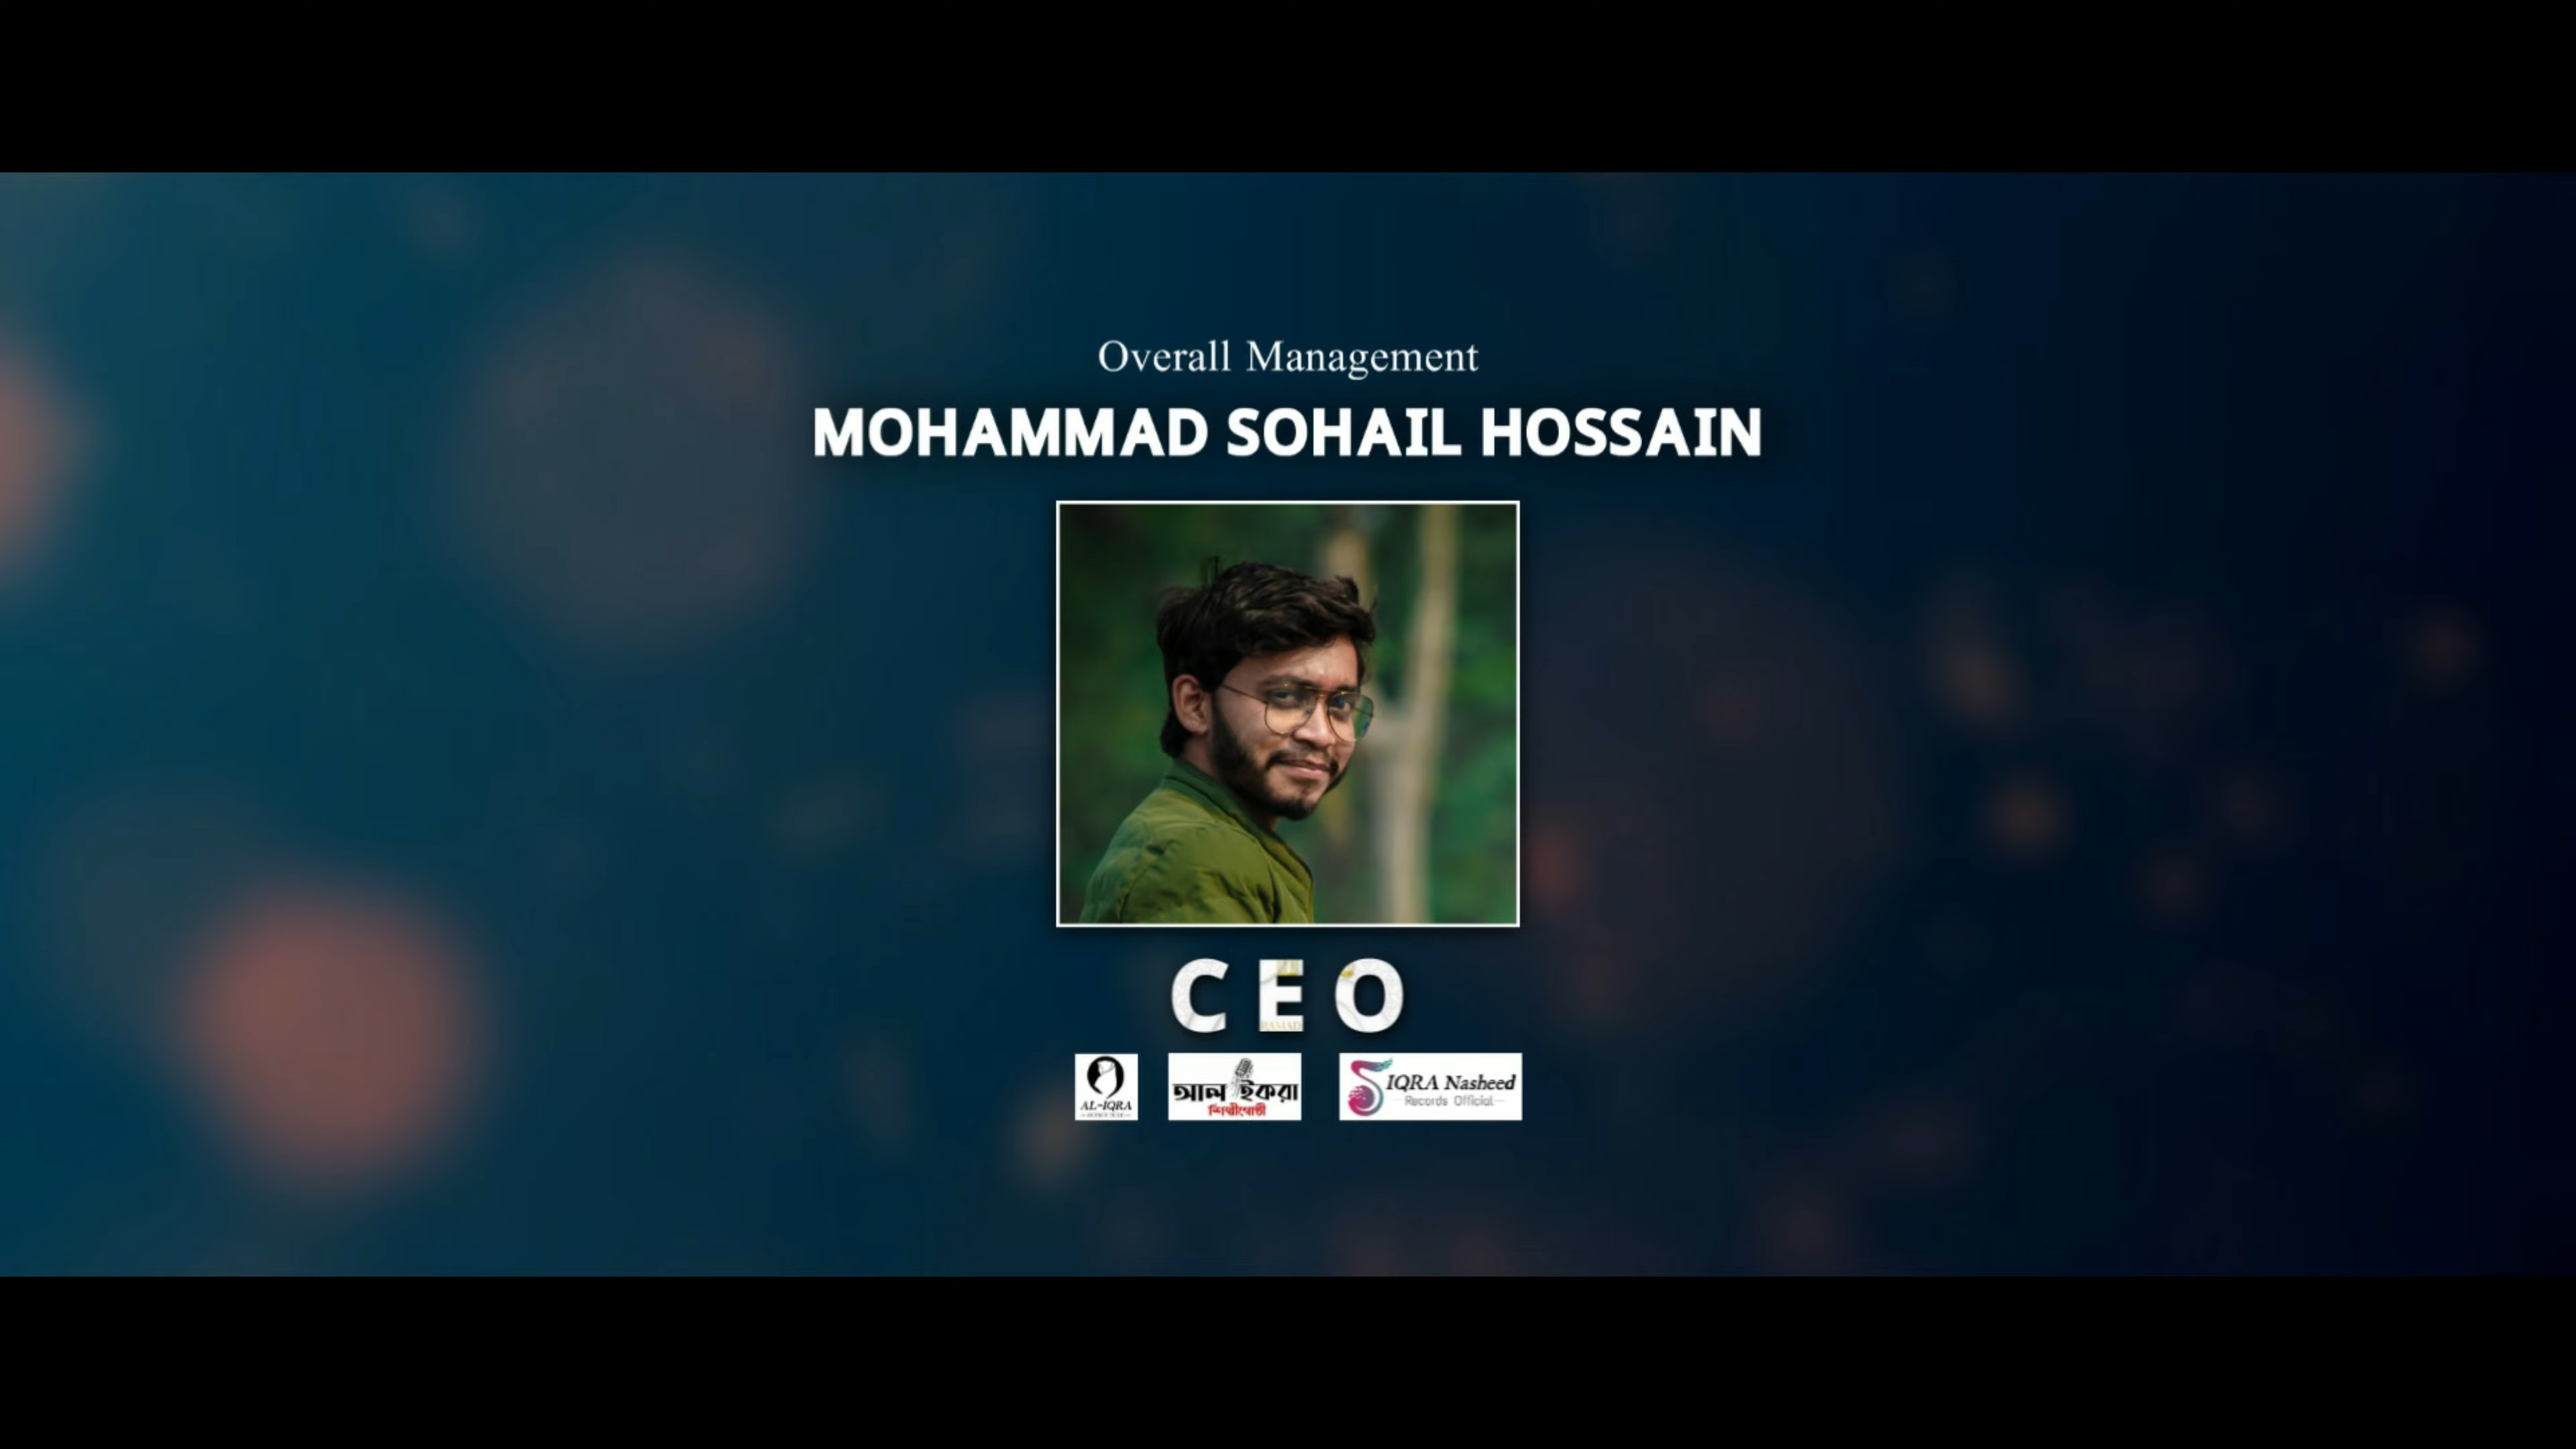 Overall Management
MOHAMMAD SOHAIL HOSSAIN
CEO
AL-IQRA
আল ইকরা
শিল্পীগোষ্ঠী
IQRA Nasheed
Records Official